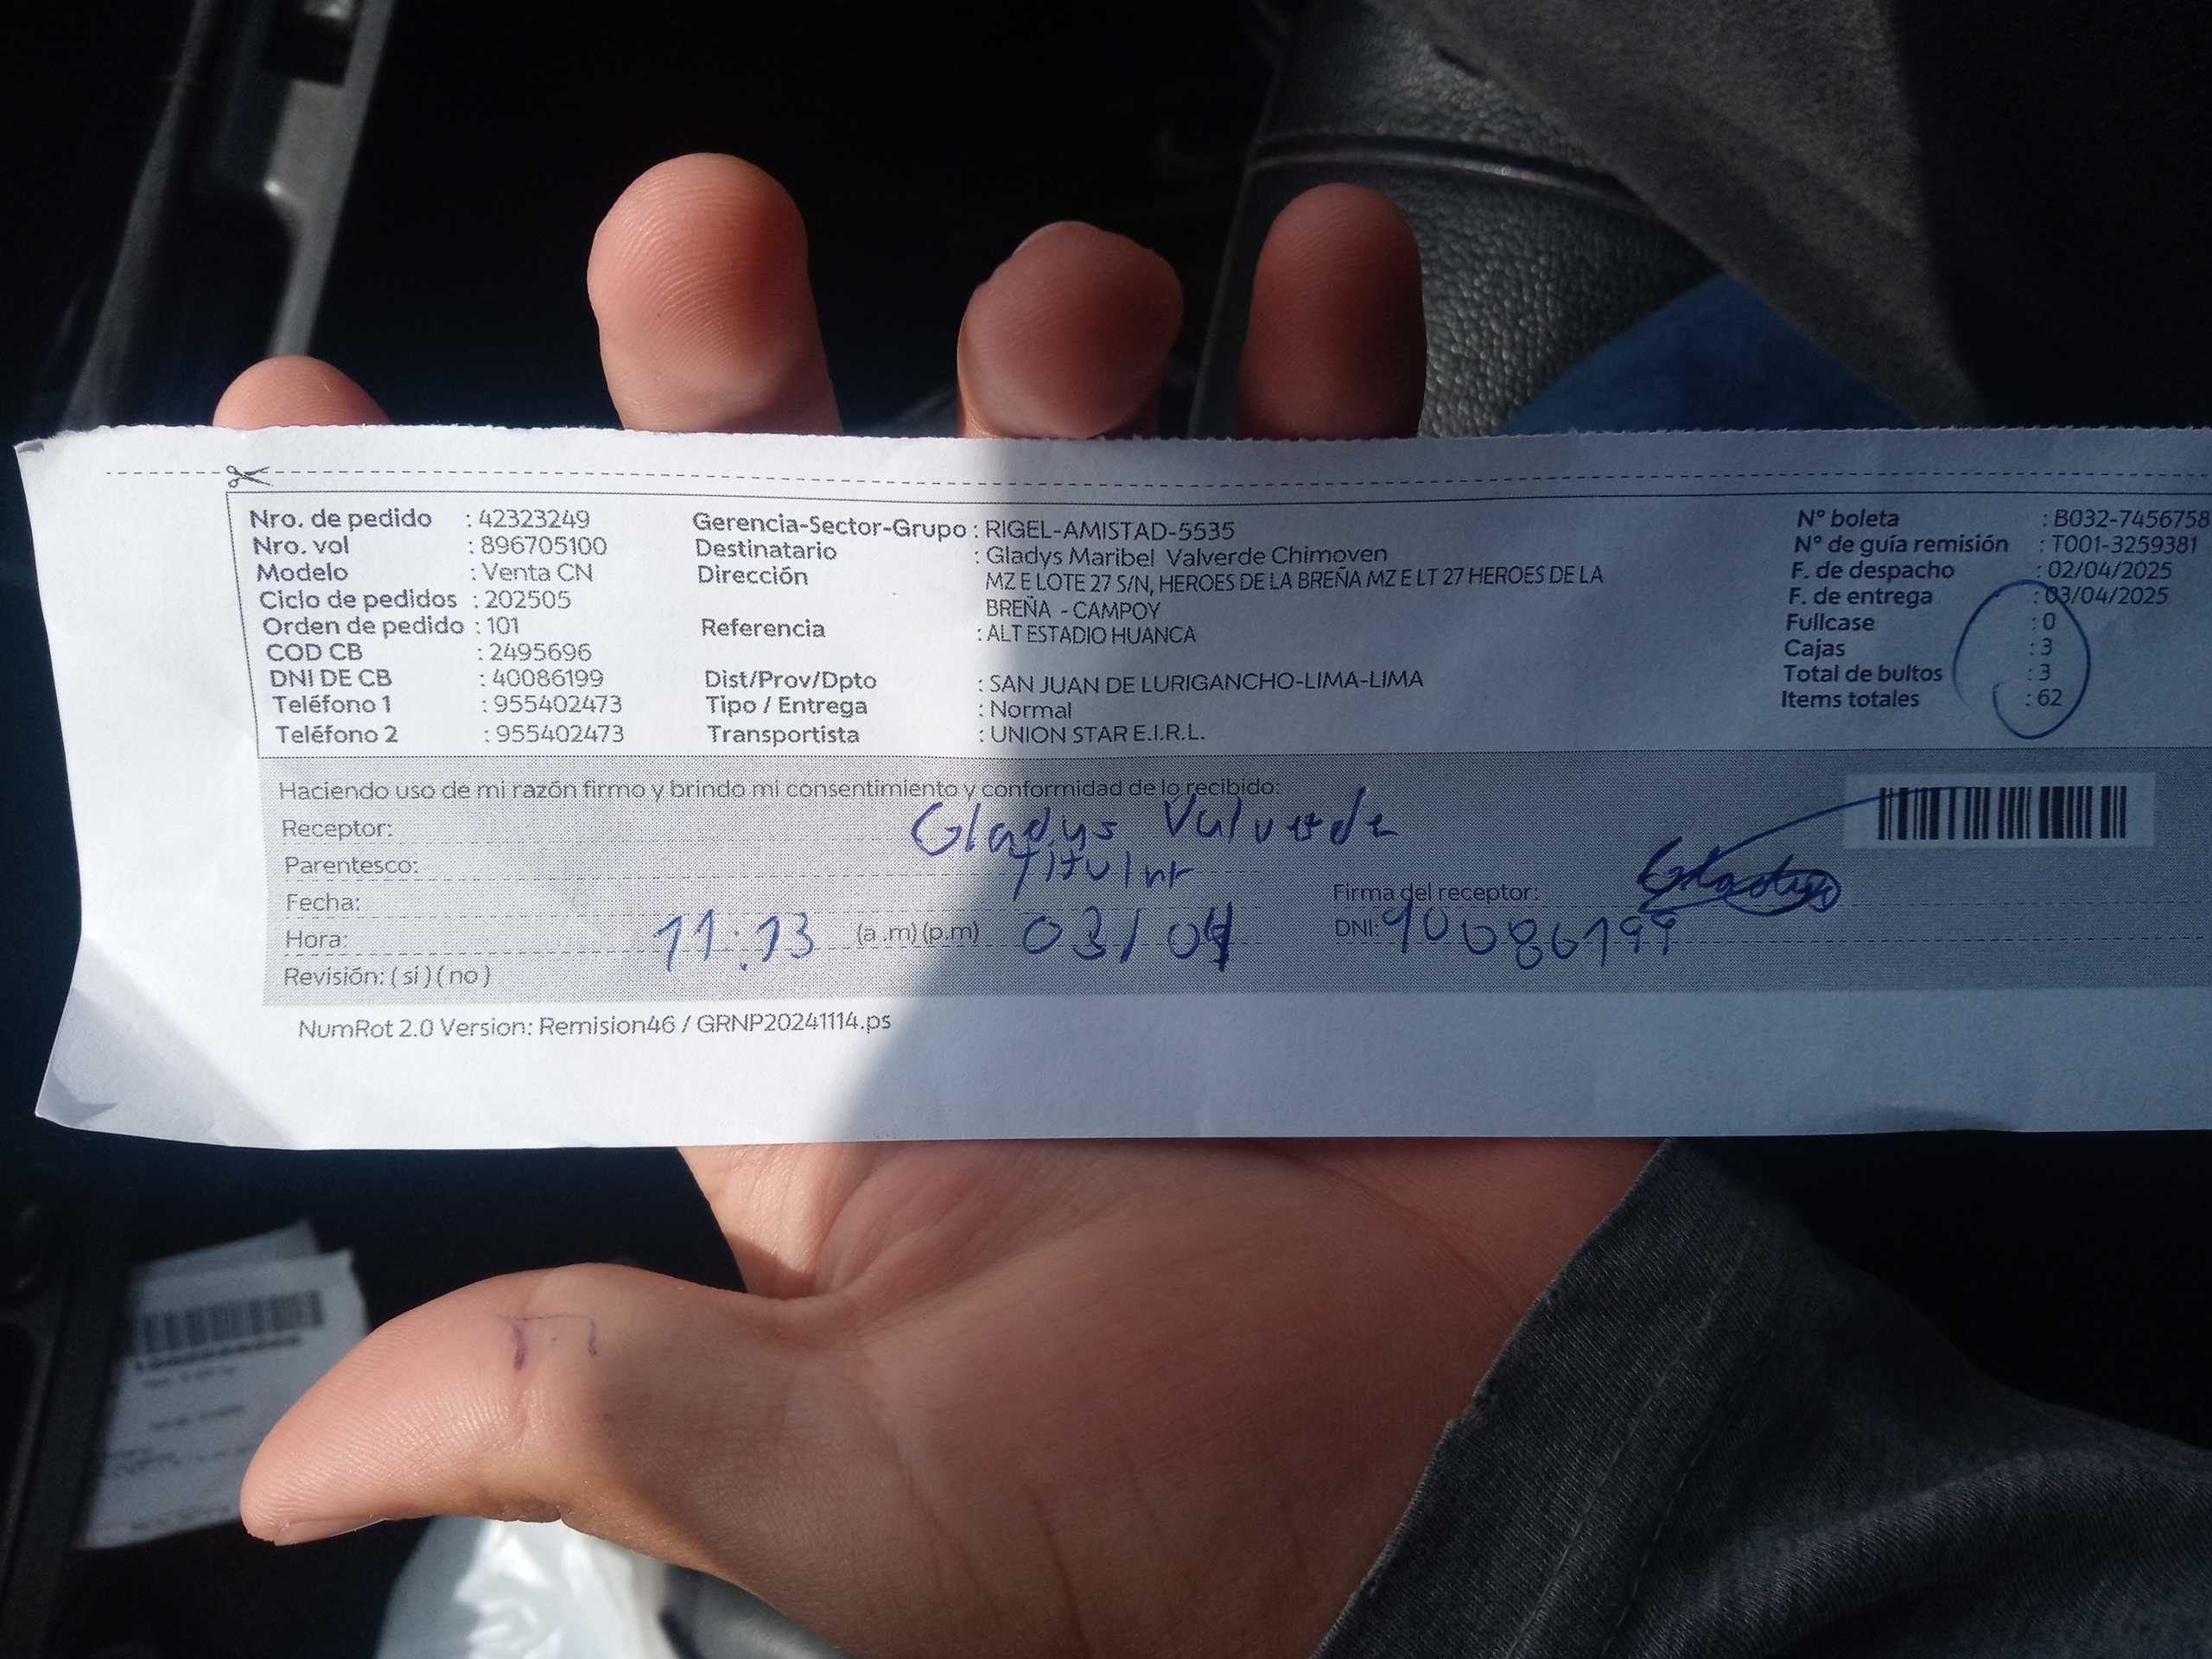 Nro. de pedido : 42323249
Nro. vol : 896705100
Modelo : Venta CN
Ciclo de pedidos : 202505
Orden de pedido : 101
COD CB : 2495696
DNI DE CB : 40086199
Teléfono 1 : 955402473
Teléfono 2 : 955402473
Gerencia-Sector-Grupo : RIGEL-AMISTAD-5535
Destinatario : Gladys Maribel Valverde Chimoven
Dirección MZ E LOTE 27 S/N, HEROES DE LA BREÑA MZ E LT 27 HEROES DE LA
BREÑA - CAMPOY
Referencia : ALT ESTADIO HUANCA
Dist/Prov/Dpto : SAN JUAN DE LURIGANCHO-LIMA-LIMA
Tipo / Entrega : Normal
Transportista : UNION STAR E.I.R.L.
N° boleta : B032-7456758
N° de guía remisión : T001-3259381
F. de despacho : 02/04/2025
F. de entrega : 03/04/2025
Fullcase : 0
Cajas : 3
Total de bultos : 3
Items totales : 62
Haciendo uso de mi razón firmo y brindo mi consentimiento y conformidad de lo recibido:
Receptor: Gladys Valverde
Parentesco: Titular
Fecha:
Hora: 11:13 (a.m)(p.m) 03/04
Revisión: ( si ) ( no )
Firma del receptor: Gladys
DNI: 40086199
NumRot 2.0 Version: Remision46 / GRNP20241114.ps